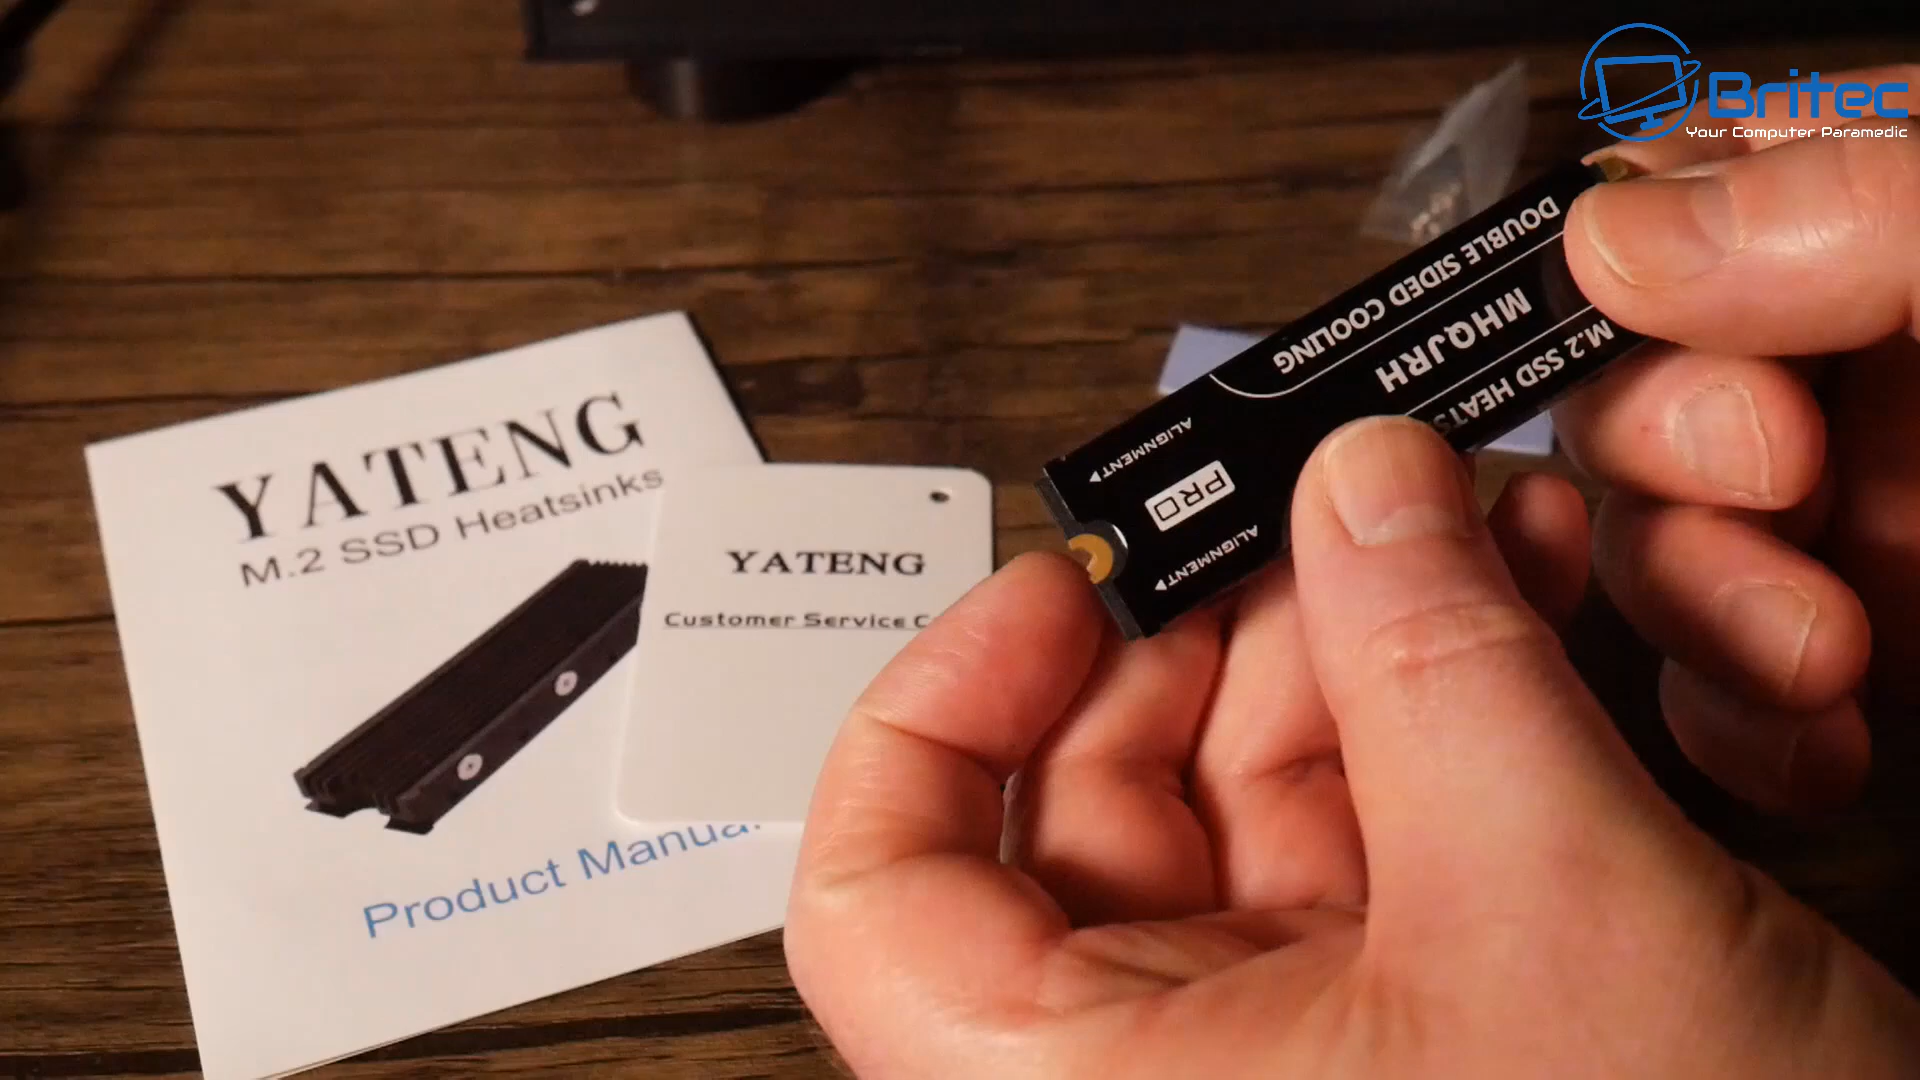 Britec
Your Computer Paramedic
YATENG
M.2 SSD Heatsinks
Product Manual
YATENG
Customer Service
DOUBLE SIDED COOLING
MHQJRH
M.2 SSD HEATS
ALIGNMENT
PRO
ALIGNMENT